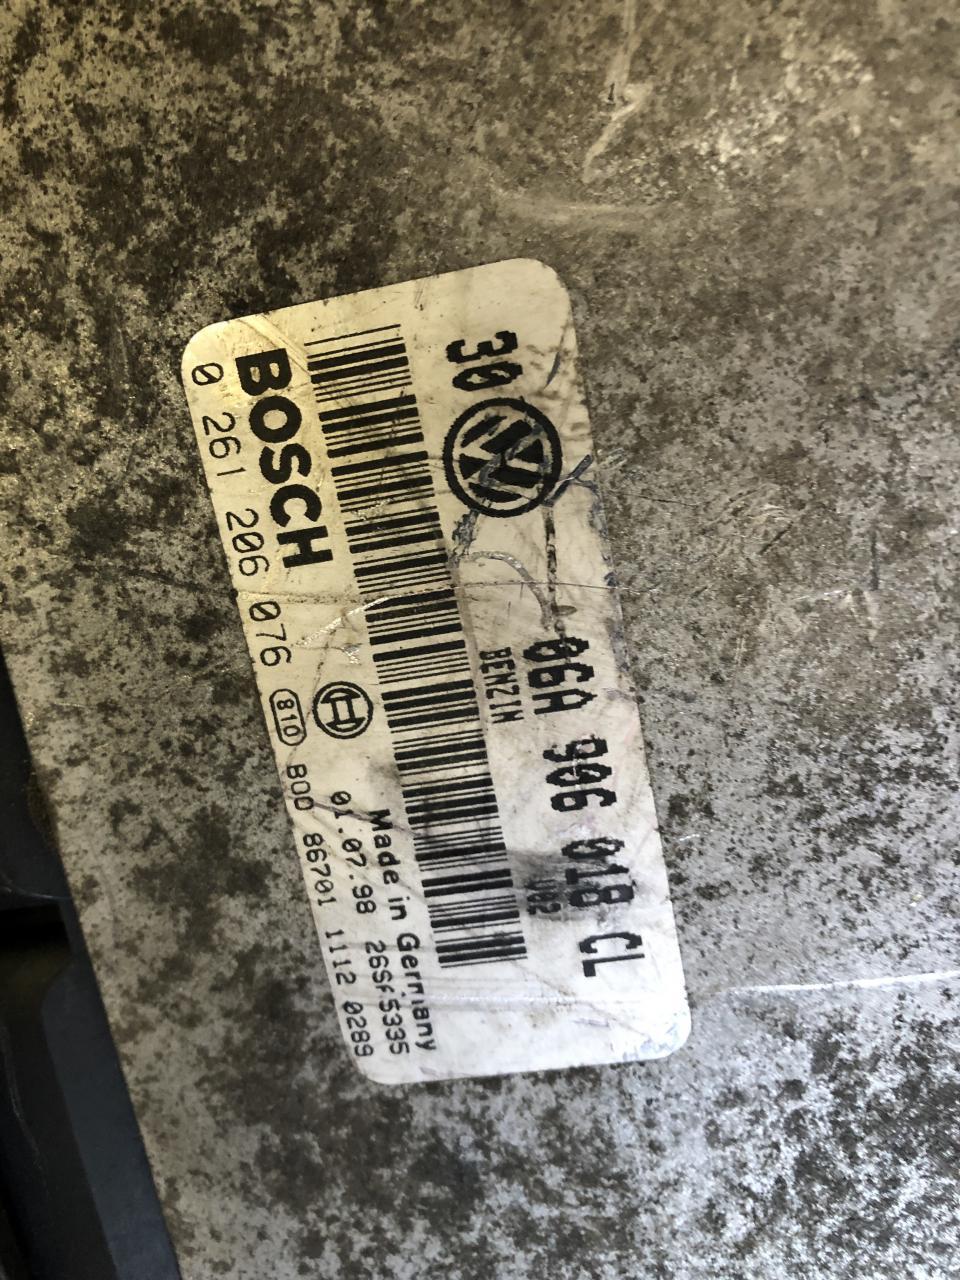 30
06A 906 018 CL
BENZIN
V02
BOSCH
Made in Germany
01.07.98 26SF5335
0 261 206 076 810 800 86701 1112 0289